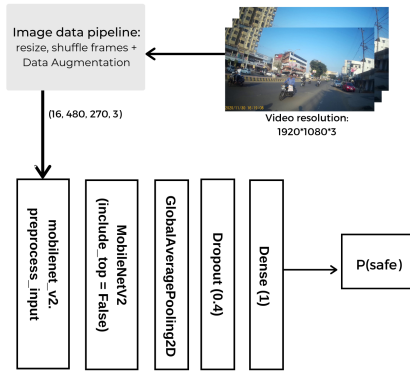 Image data pipeline:
resize, shuffle frames +
Data Augmentation
Video resolution:
1920*1080*3
(16, 480, 270, 3)
mobilenet_v2.
preprocess_input
MobileNetV2
(include_top = False)
GlobalAveragePooling2D
Dropout (0.4)
Dense (1)
P(safe)